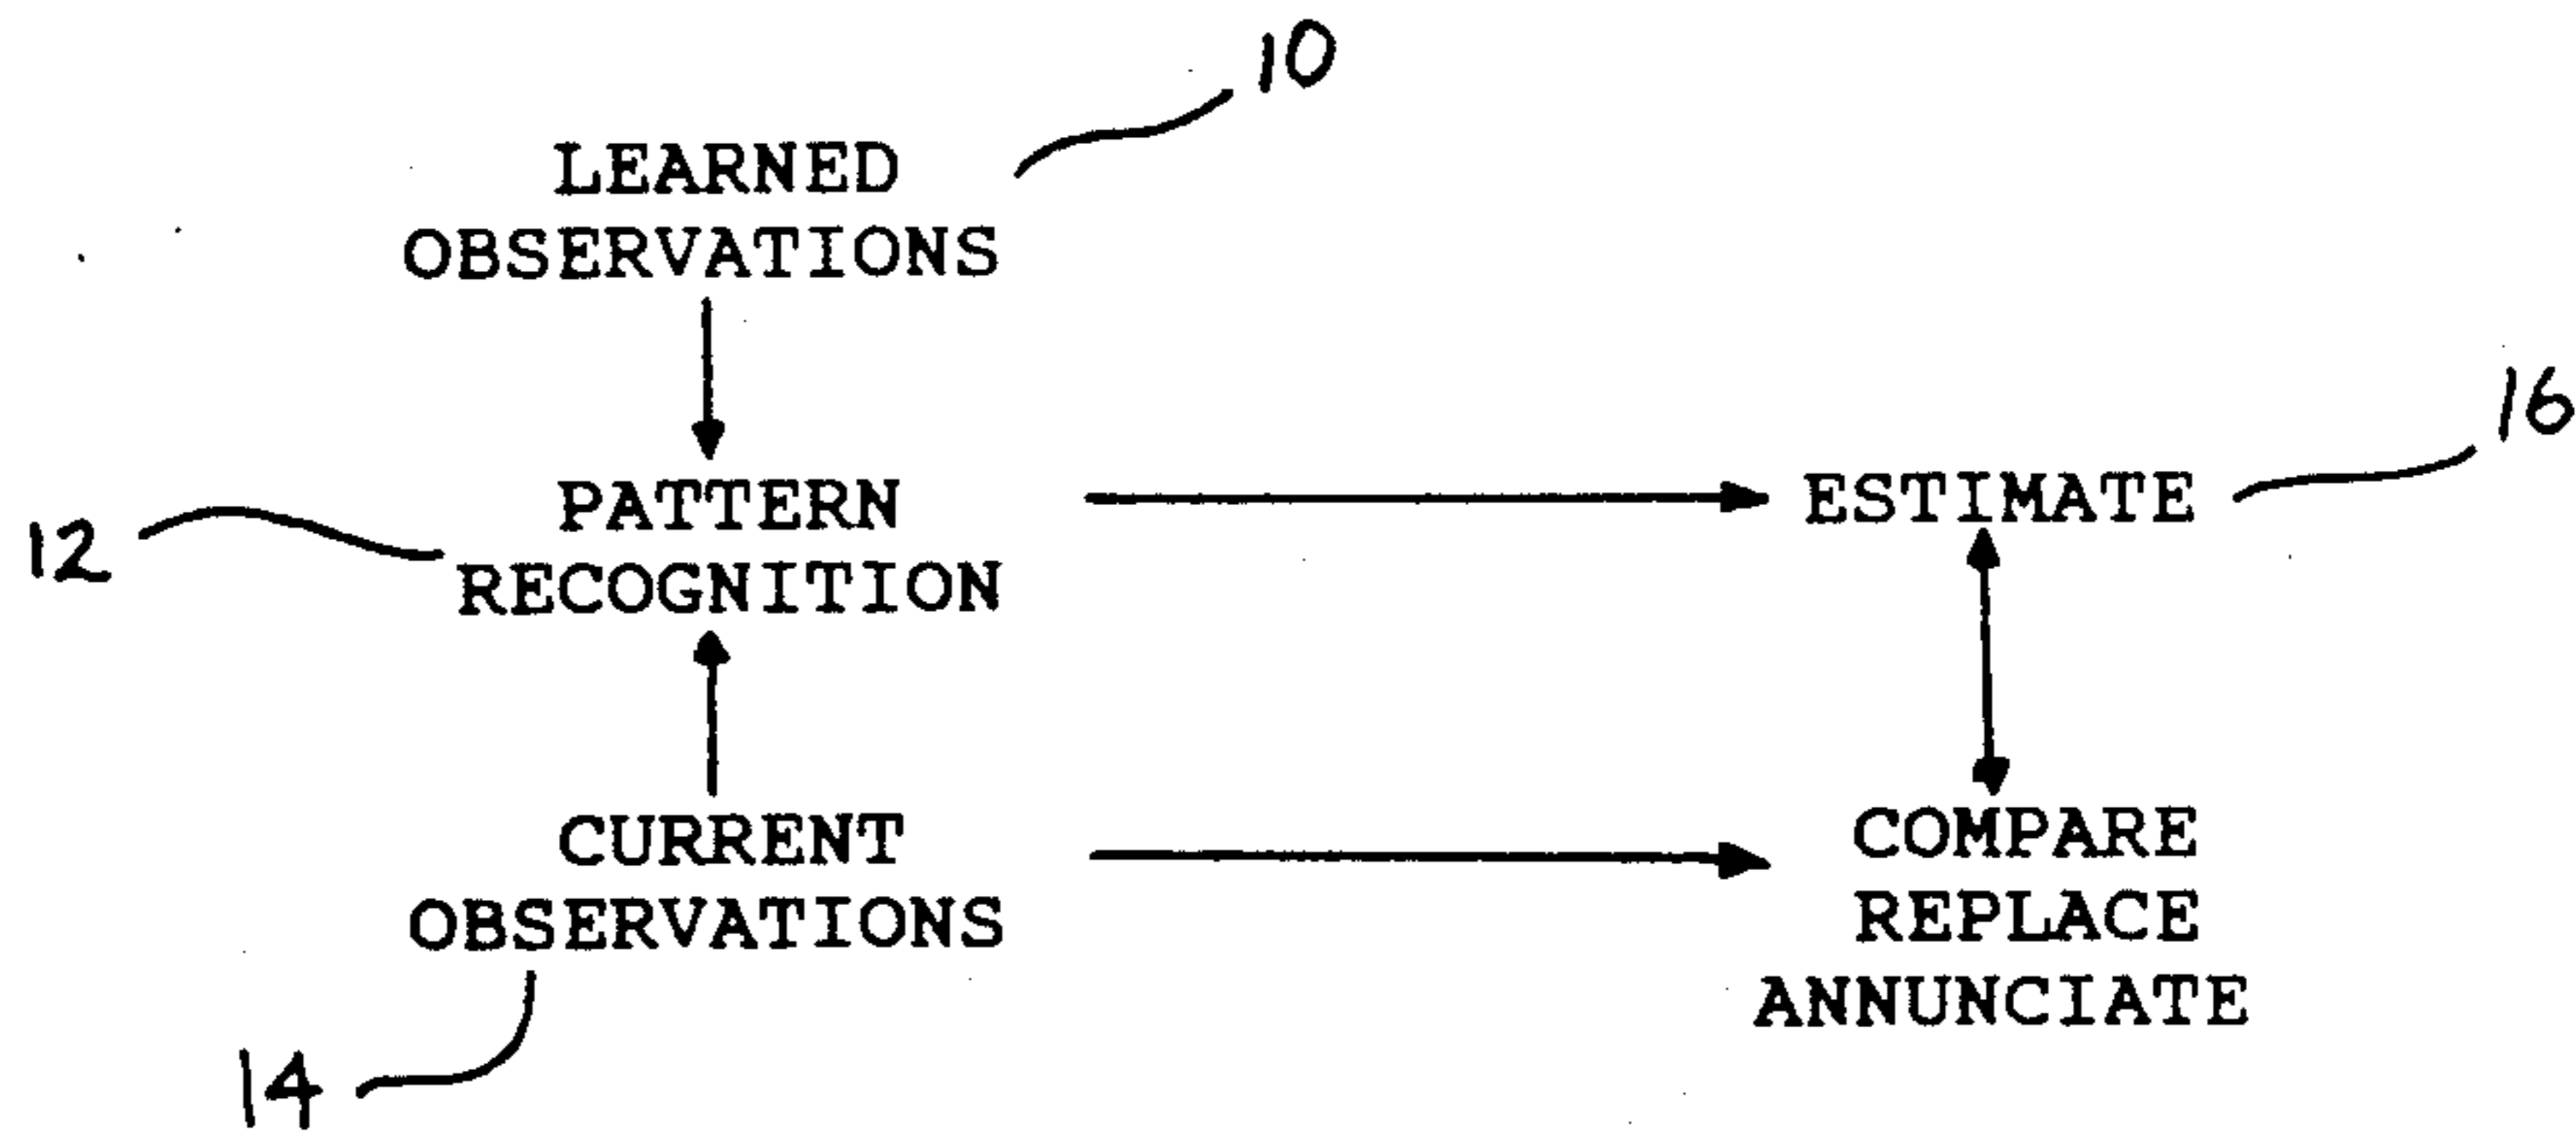 10
LEARNED
OBSERVATIONS
16
PATTERN
RECOGNITION
12
ESTIMATE
CURRENT
OBSERVATIONS
14
COMPARE
REPLACE
ANNUNCIATE